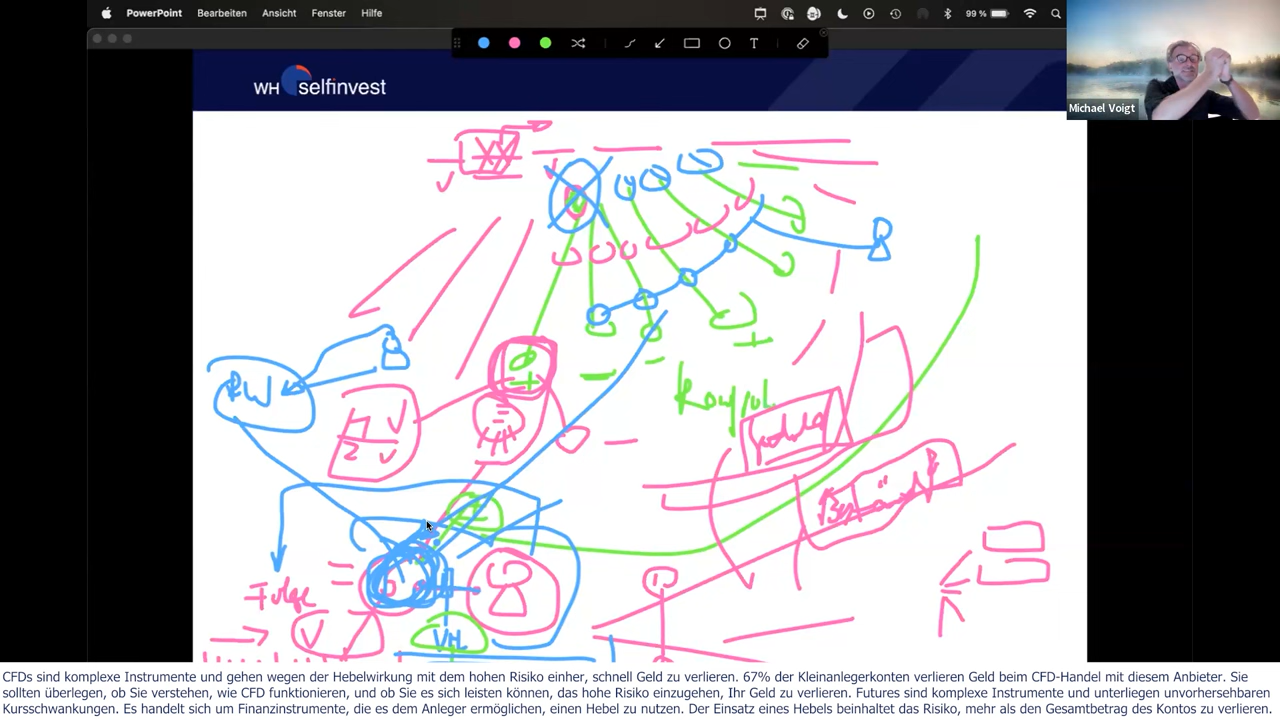 PowerPoint Bearbeiten Ansicht Fenster Hilfe
99 %
T
WH selfinvest
Michael Voigt
RW
Folge
V
VH
CFDs sind komplexe Instrumente und gehen wegen der Hebelwirkung mit dem hohen Risiko einher, schnell Geld zu verlieren. 67% der Kleinanlegerkonten verlieren Geld beim CFD-Handel mit diesem Anbieter. Sie
sollten überlegen, ob Sie verstehen, wie CFD funktionieren, und ob Sie es sich leisten können, das hohe Risiko einzugehen, Ihr Geld zu verlieren. Futures sind komplexe Instrumente und unterliegen unvorhersehbaren
Kursschwankungen. Es handelt sich um Finanzinstrumente, die es dem Anleger ermöglichen, einen Hebel zu nutzen. Der Einsatz eines Hebels beinhaltet das Risiko, mehr als den Gesamtbetrag des Kontos zu verlieren.